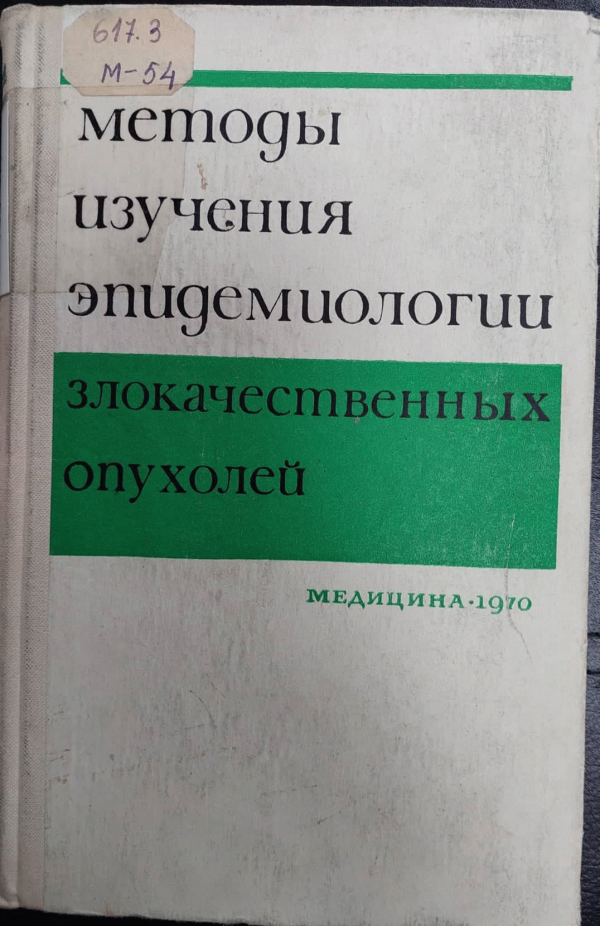 617.3
М-54
методы
изучения
эпидемиологии
злокачественных
опухолей
МЕДИЦИНА·1970